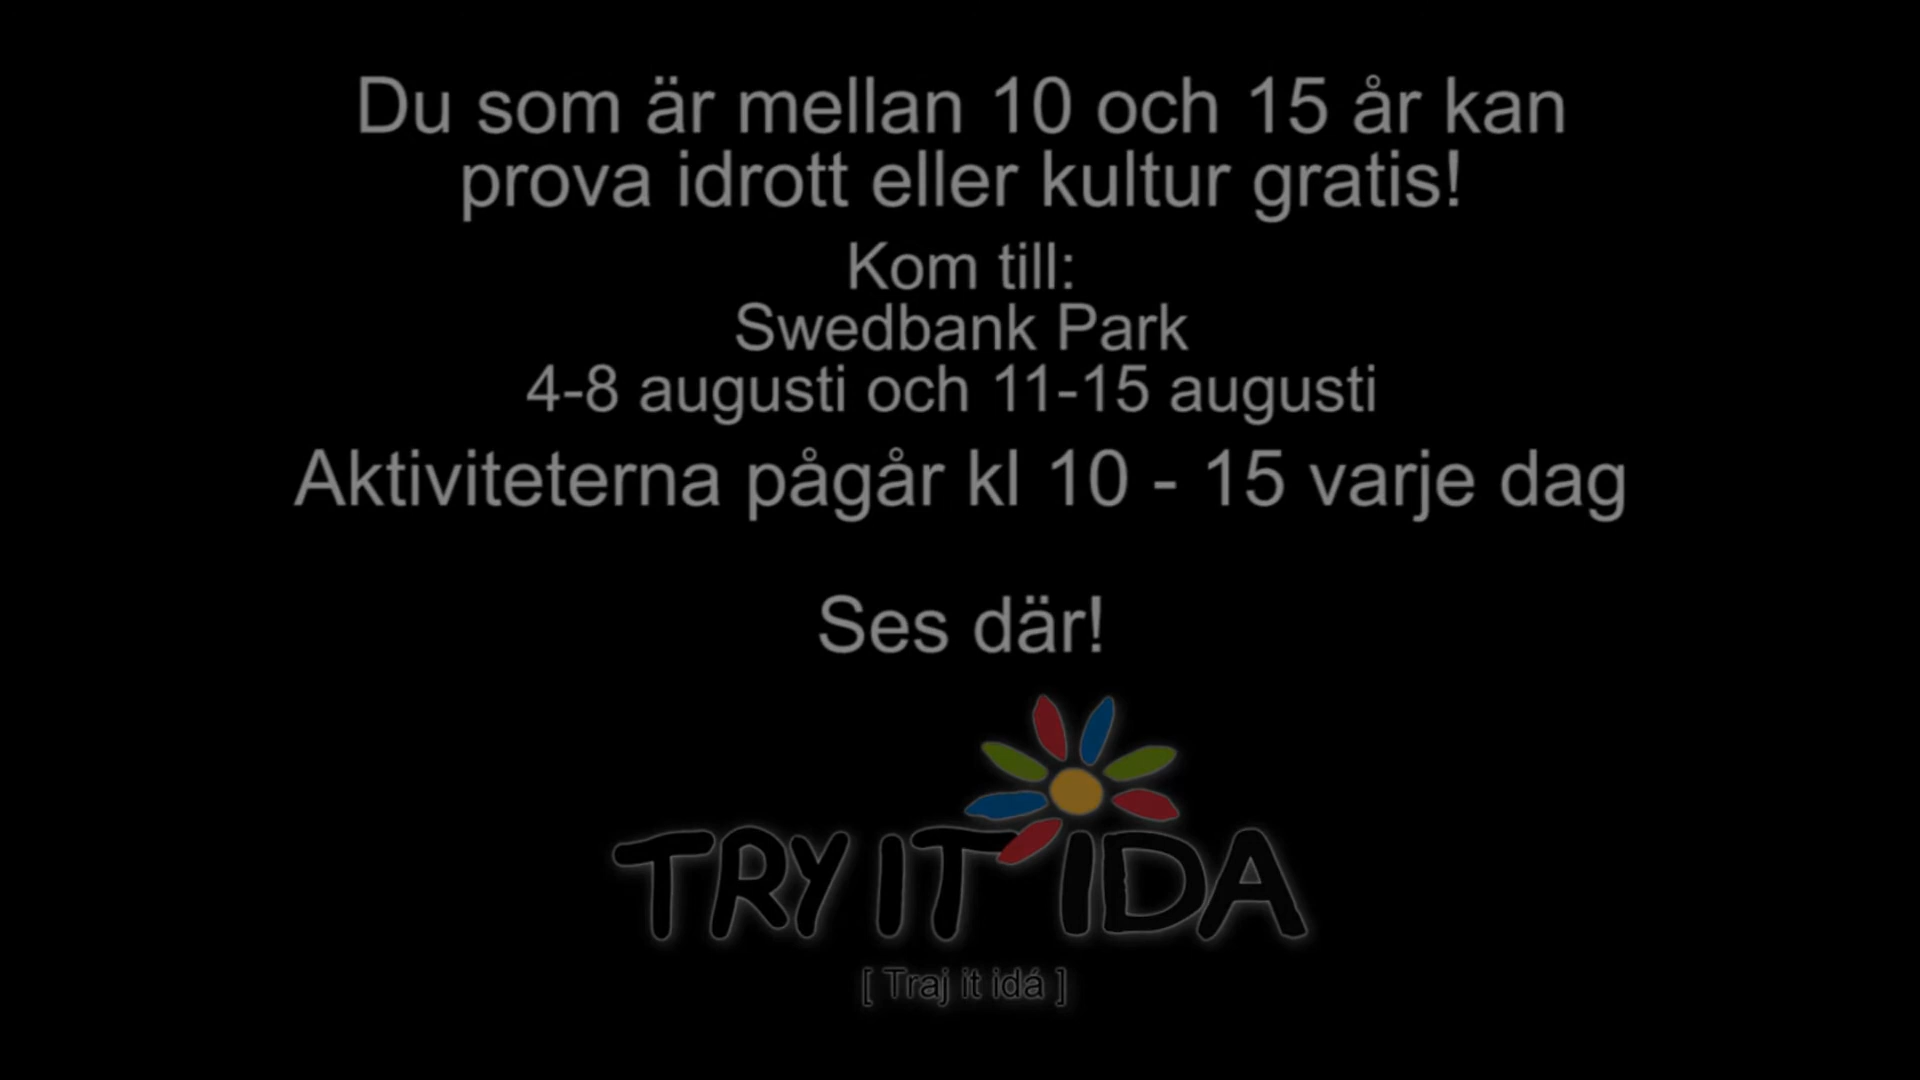 Du som är mellan 10 och 15 år kan
prova idrott eller kultur gratis!
Kom till:
Swedbank Park
4-8 augusti och 11-15 augusti
Aktiviteterna pågår kl 10 - 15 varje dag
Ses där!
TRY IT IDA
[ Traj it idá ]